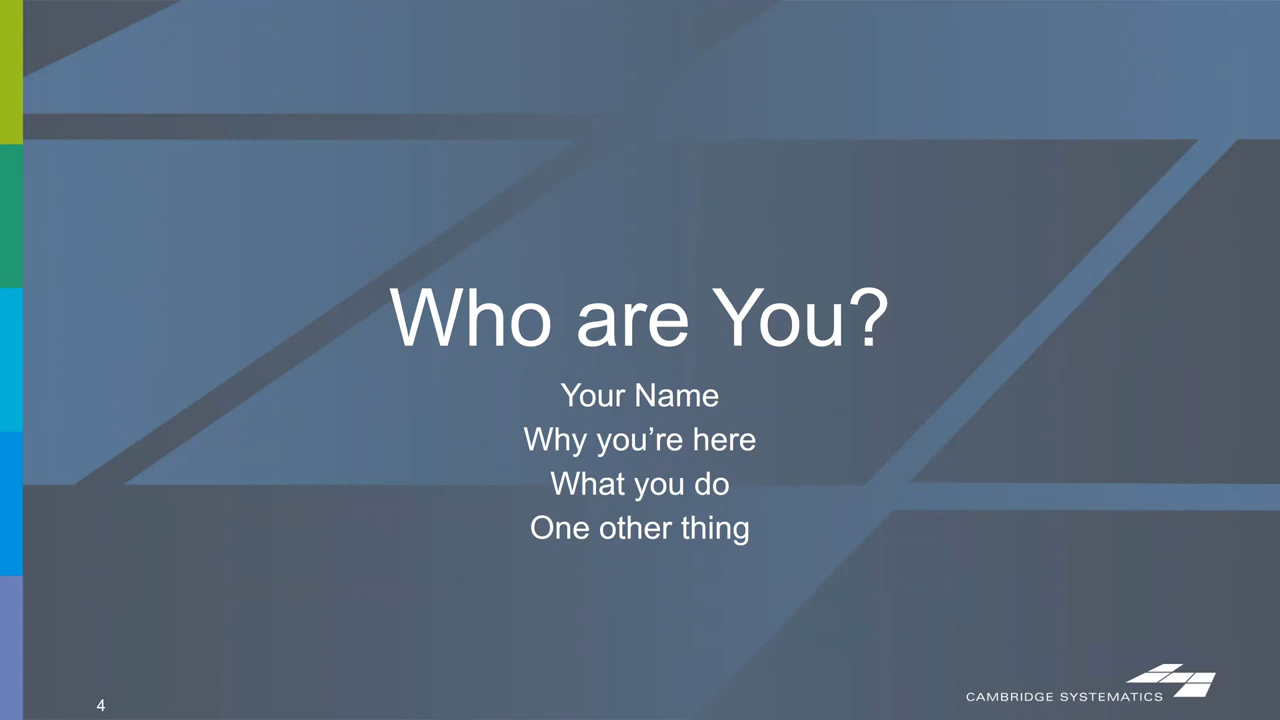 Who are You?
Your Name
Why you’re here
What you do
One other thing
4
CAMBRIDGE SYSTEMATICS